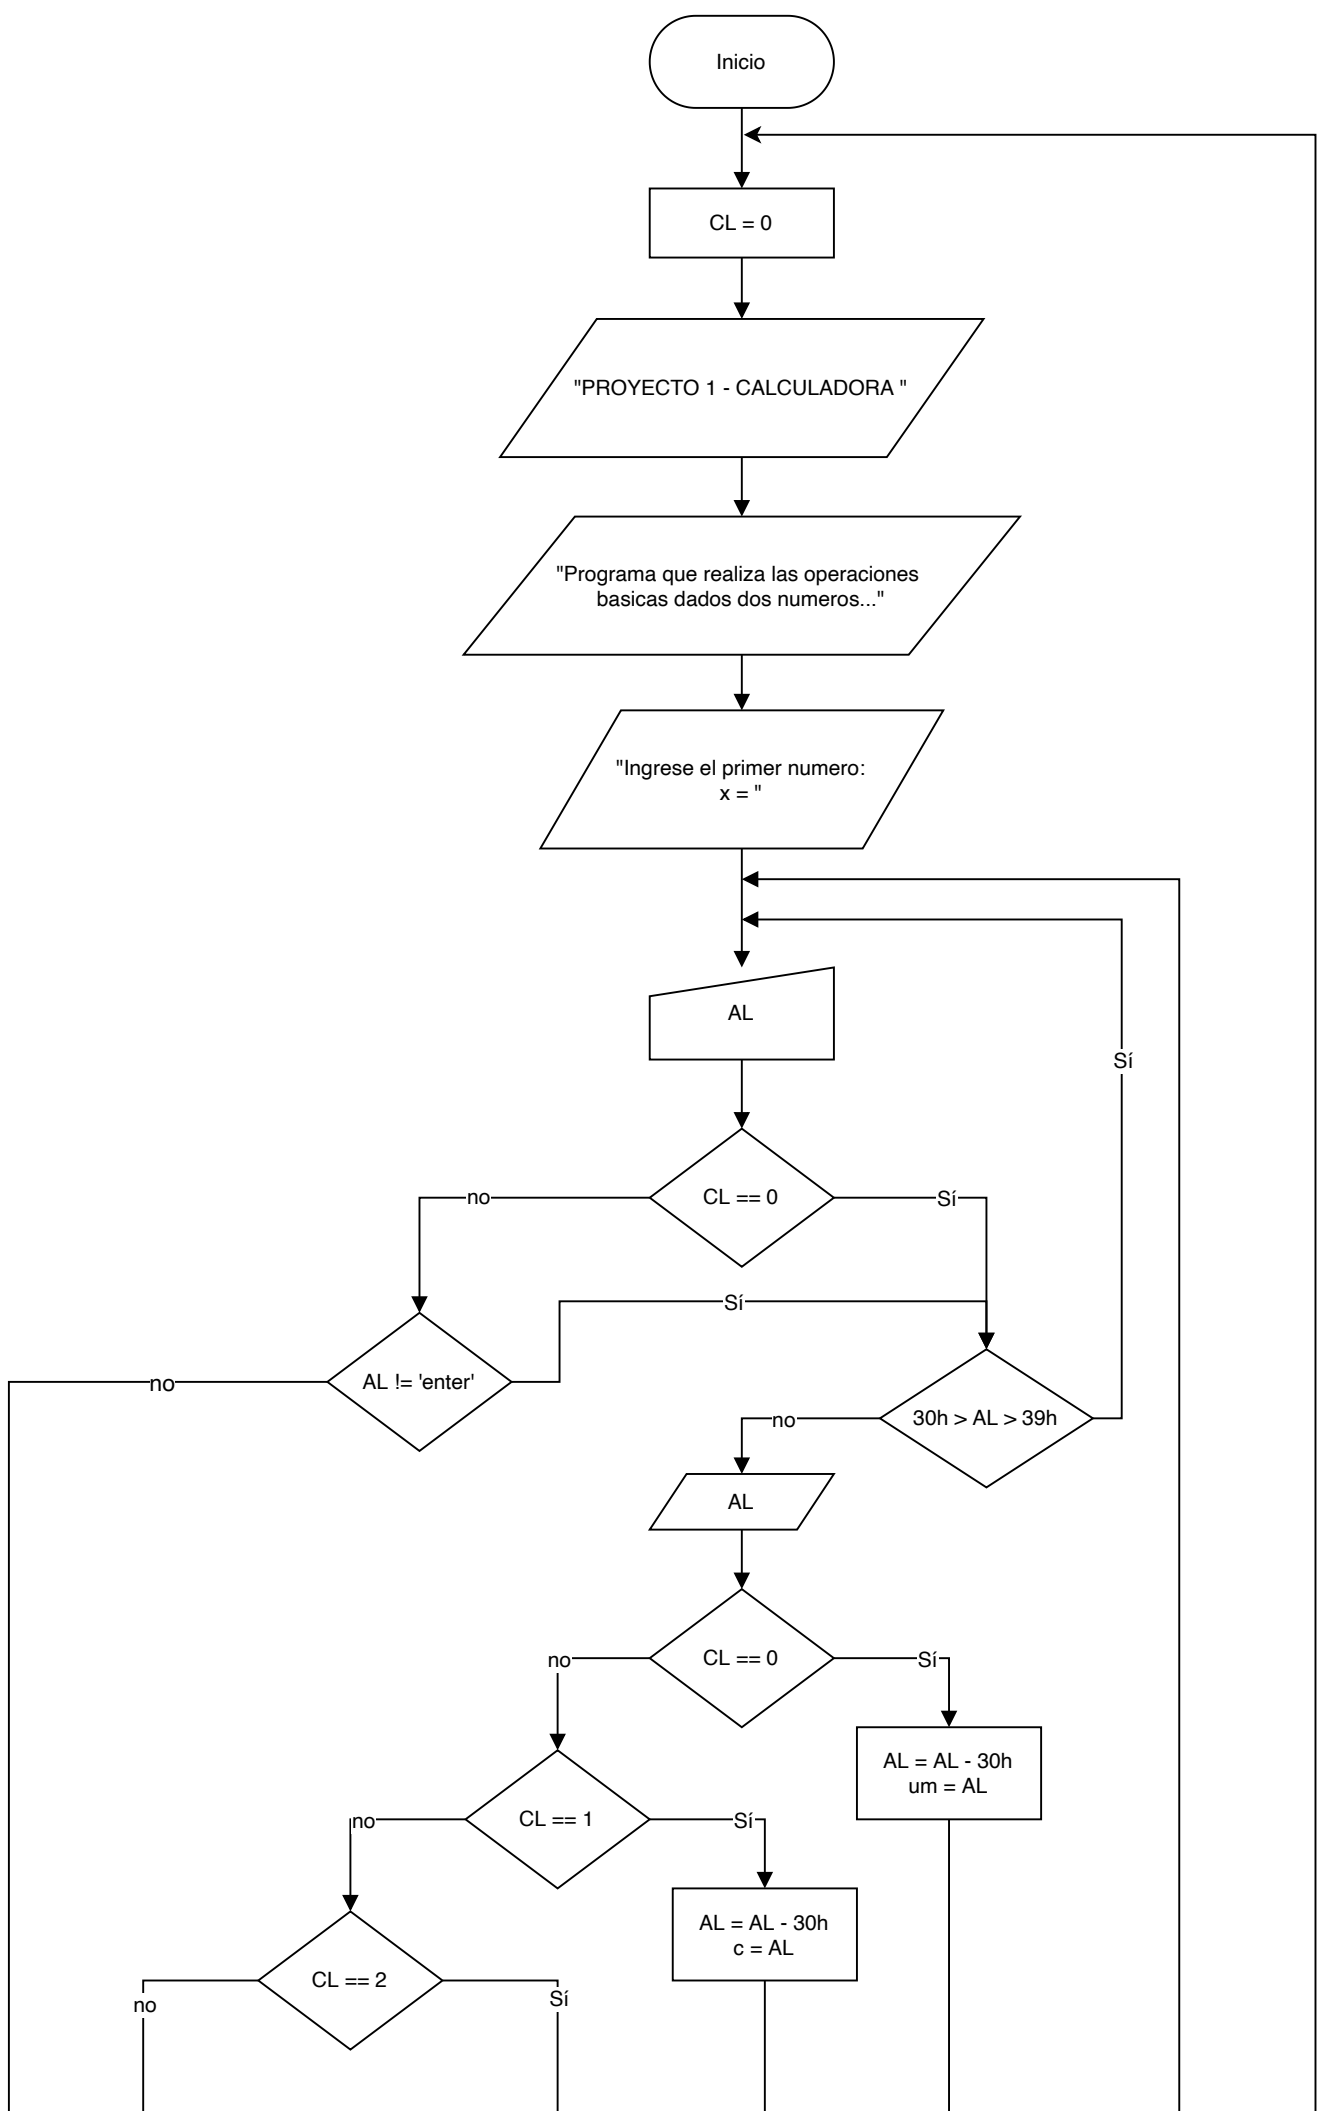 Inicio
CL = 0
"PROYECTO 1 - CALCULADORA "
"Programa que realiza las operaciones
basicas dados dos numeros..."
"Ingrese el primer numero:
x = "
AL
Sí
CL == 0
no
Sí
Sí
AL != 'enter'
no
30h > AL > 39h
no
AL
CL == 0
no
Sí
AL = AL - 30h
um = AL
CL == 1
no
Sí
AL = AL - 30h
c = AL
CL == 2
no
Sí